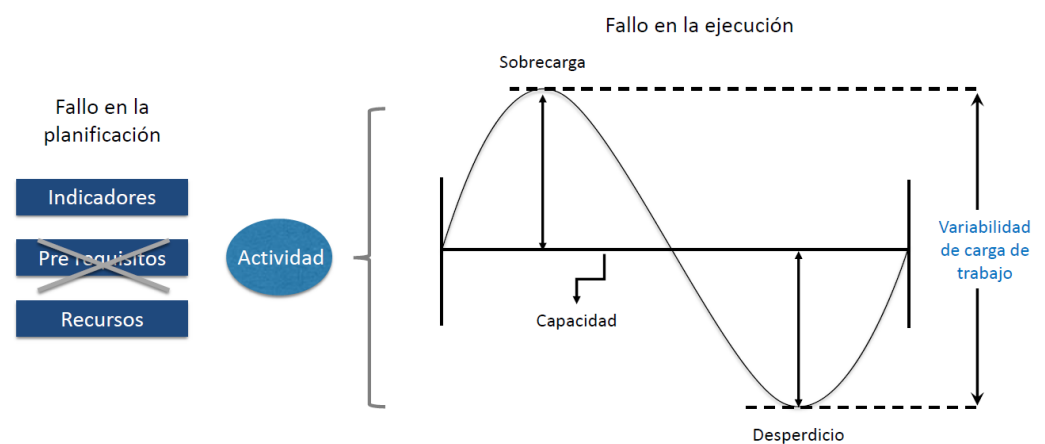 Fallo en la ejecución
Sobrecarga
Fallo en la
planificación
Indicadores
Pre requisitos
Recursos
Actividad
Capacidad
Variabilidad
de carga de
trabajo
Desperdicio